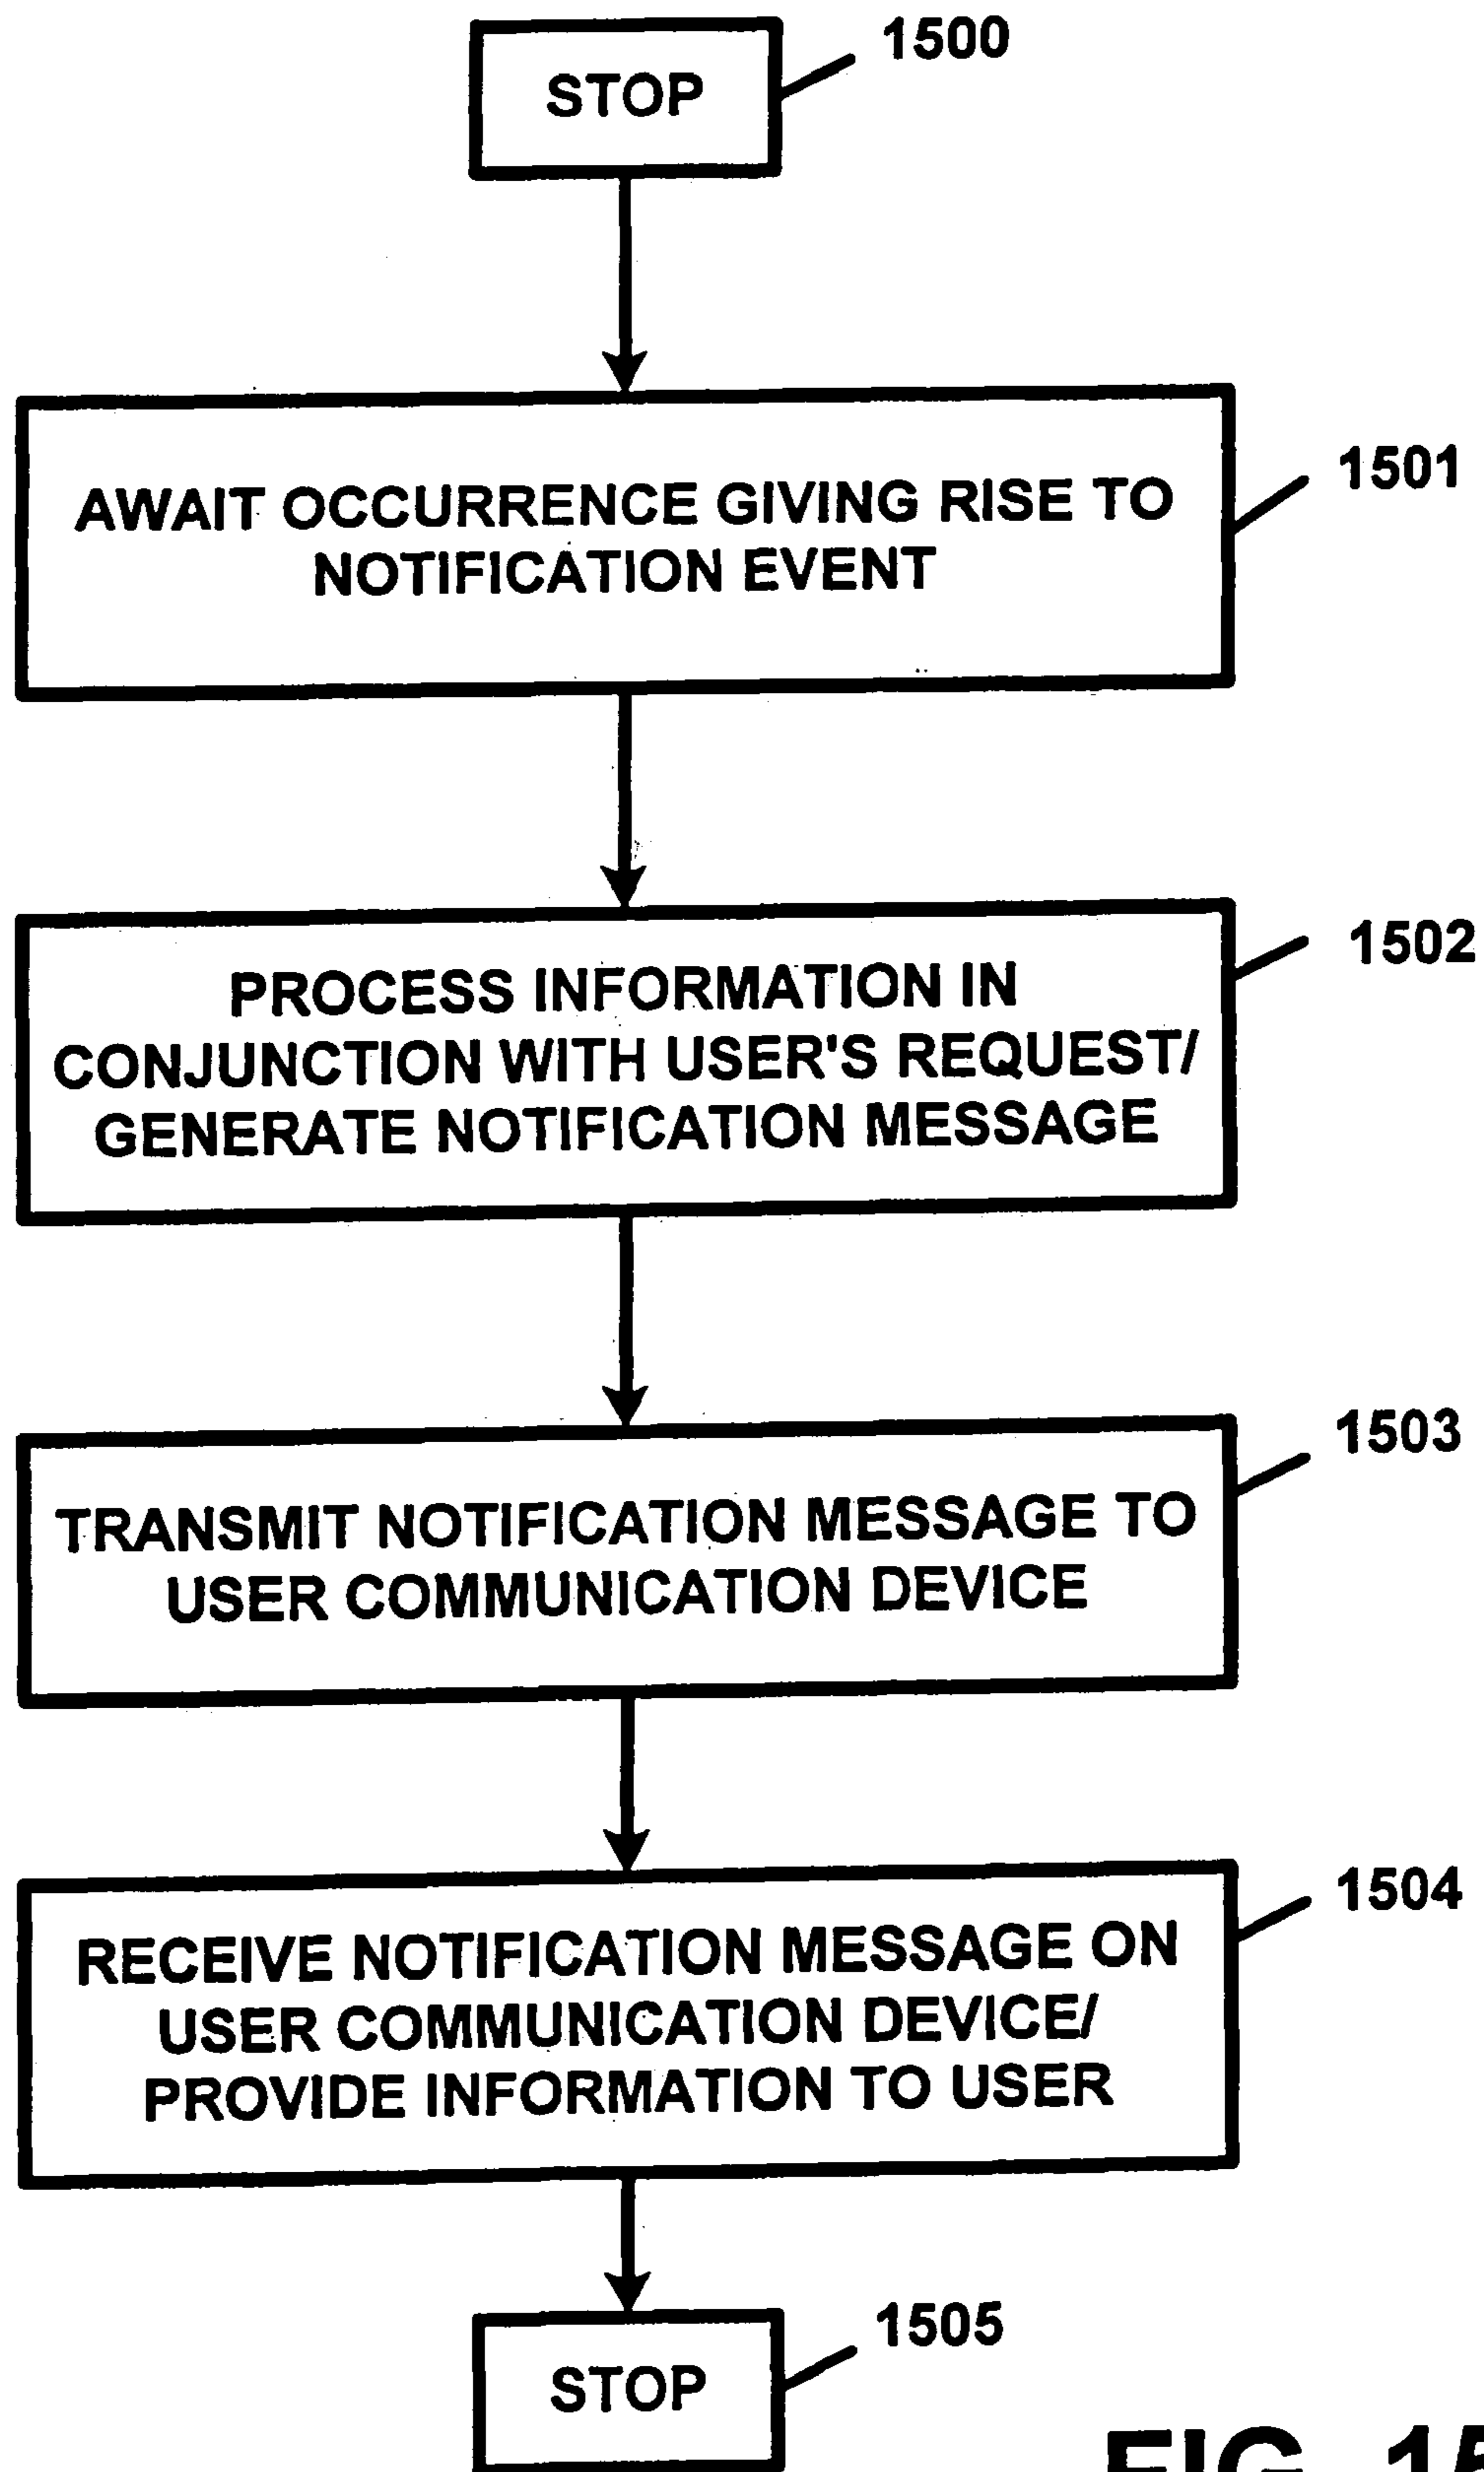 1500
STOP
1501
AWAIT OCCURRENCE GIVING RISE TO
NOTIFICATION EVENT
1502
PROCESS INFORMATION IN
CONJUNCTION WITH USER'S REQUEST/
GENERATE NOTIFICATION MESSAGE
1503
TRANSMIT NOTIFICATION MESSAGE TO
USER COMMUNICATION DEVICE
1504
RECEIVE NOTIFICATION MESSAGE ON
USER COMMUNICATION DEVICE/
PROVIDE INFORMATION TO USER
1505
STOP
FIG. 15